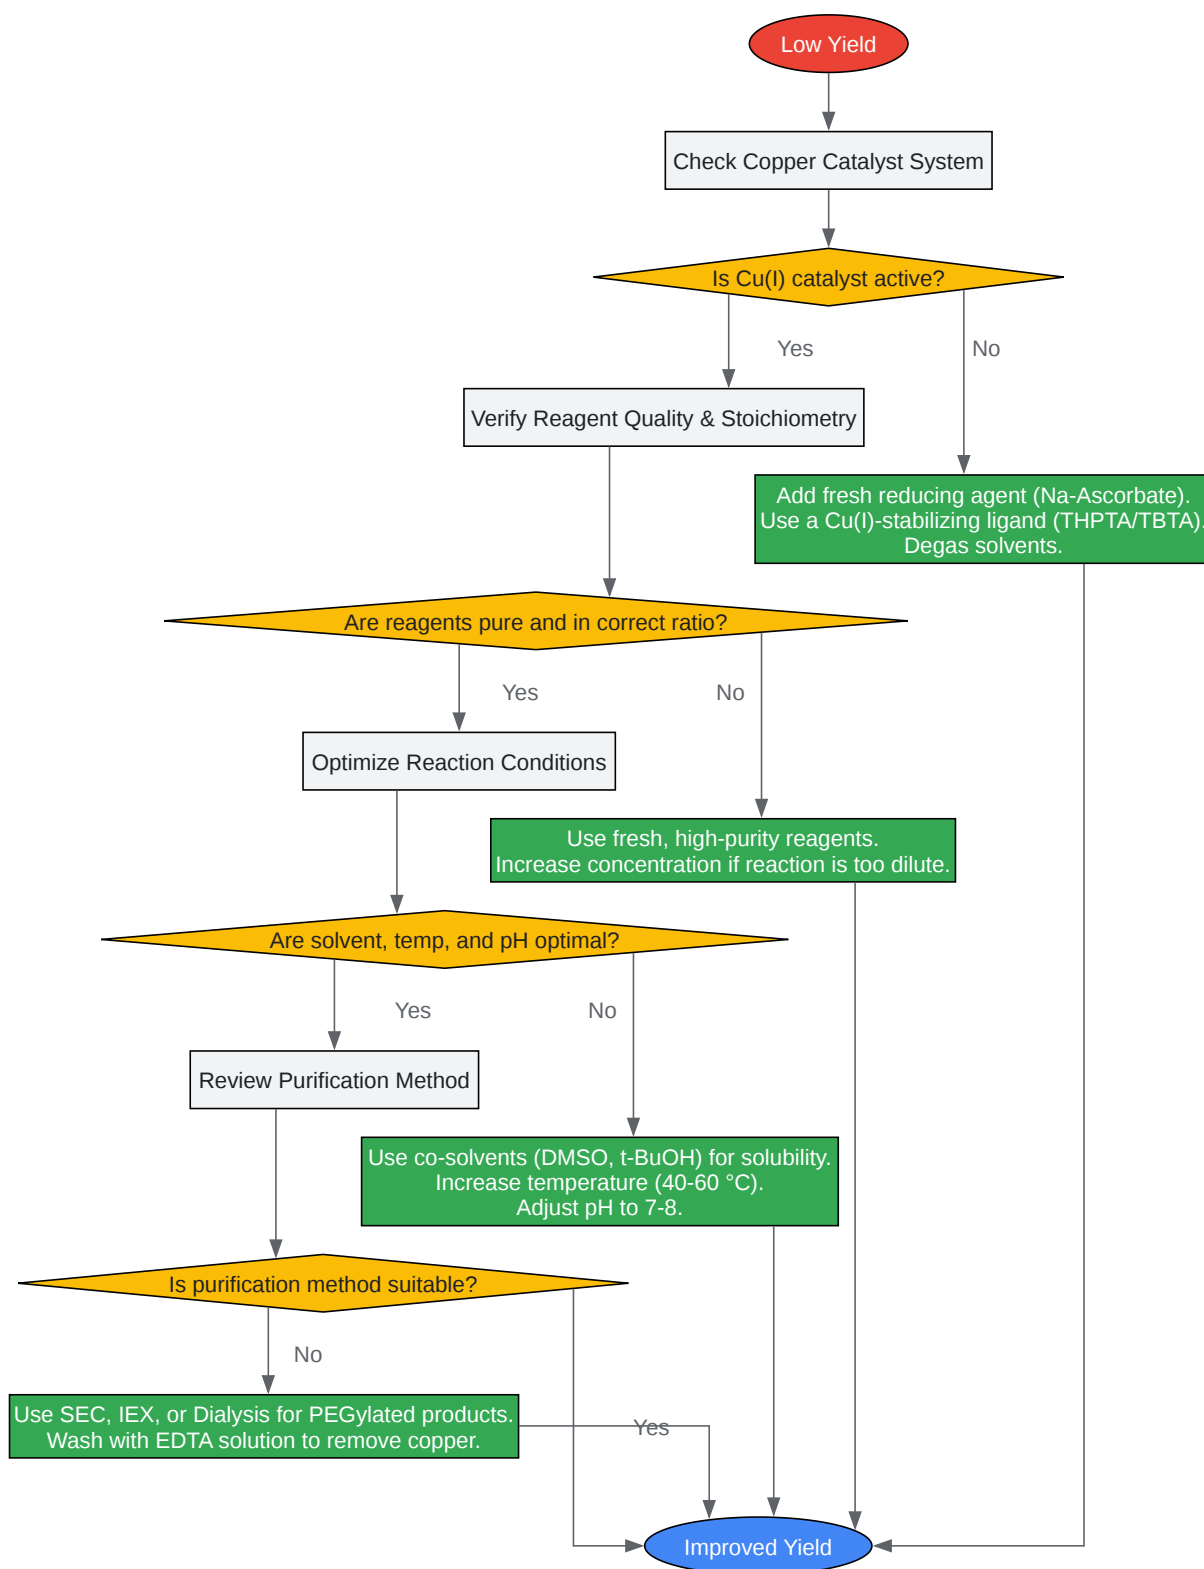 Low Yield
Check Copper Catalyst System
Is Cu(I) catalyst active?
Yes
No
Verify Reagent Quality & Stoichiometry
Add fresh reducing agent (Na-Ascorbate).
Use a Cu(I)-stabilizing ligand (THPTA/TBTA).
Degas solvents.
Are reagents pure and in correct ratio?
Yes
No
Optimize Reaction Conditions
Use fresh, high-purity reagents.
Increase concentration if reaction is too dilute.
Are solvent, temp, and pH optimal?
Yes
No
Review Purification Method
Use co-solvents (DMSO, t-BuOH) for solubility.
Increase temperature (40-60 °C).
Adjust pH to 7-8.
Is purification method suitable?
No
Use SEC, IEX, or Dialysis for PEGylated products.
Wash with EDTA solution to remove copper.
Yes
Improved Yield